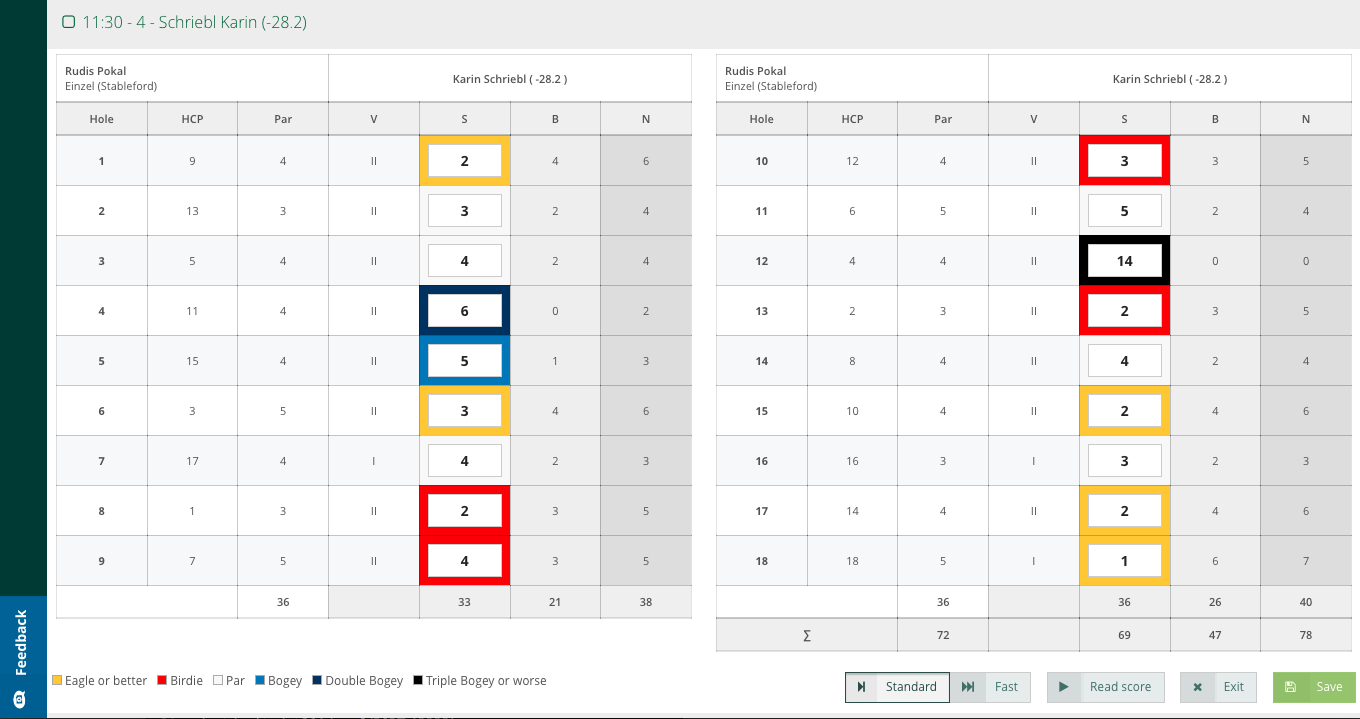 11:30 - 4 - Schriebl Karin (-28.2)
Rudis Pokal
Einzel (Stableford)
Karin Schriebl ( -28.2 )
Hole HCP Par V S B N
1 9 4 II 2 4 6
2 13 3 II 3 2 4
3 5 4 II 4 2 4
4 11 4 II 6 0 2
5 15 4 II 5 1 3
6 3 5 II 3 4 6
7 17 4 I 4 2 3
8 1 3 II 2 3 5
9 7 5 II 4 3 5
36 33 21 38
Rudis Pokal
Einzel (Stableford)
Karin Schriebl ( -28.2 )
Hole HCP Par V S B N
10 12 4 II 3 3 5
11 6 5 II 5 2 4
12 4 4 II 14 0 0
13 2 3 II 2 3 5
14 8 4 II 4 2 4
15 10 4 II 2 4 6
16 16 3 I 3 2 3
17 14 4 II 2 4 6
18 18 5 I 1 6 7
36 36 26 40
∑ 72 69 47 78
Eagle or better Birdie Par Bogey Double Bogey Triple Bogey or worse
Standard Fast Read score Exit Save
Feedback